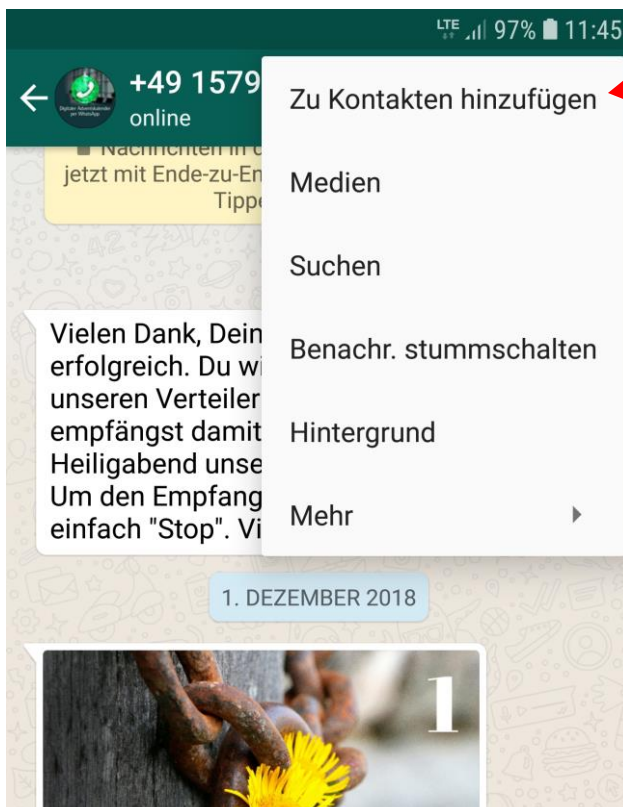 LTE 97% 11:45
+49 1579
online
Zu Kontakten hinzufügen
Medien
Suchen
Benachr. stummschalten
Hintergrund
Mehr
Nachrichten in
jetzt mit Ende-zu-En
Tippe
Vielen Dank, Dein
erfolgreich. Du wi
unseren Verteiler
empfängst damit
Heiligabend unse
Um den Empfang
einfach "Stop". Vi
1. DEZEMBER 2018
1